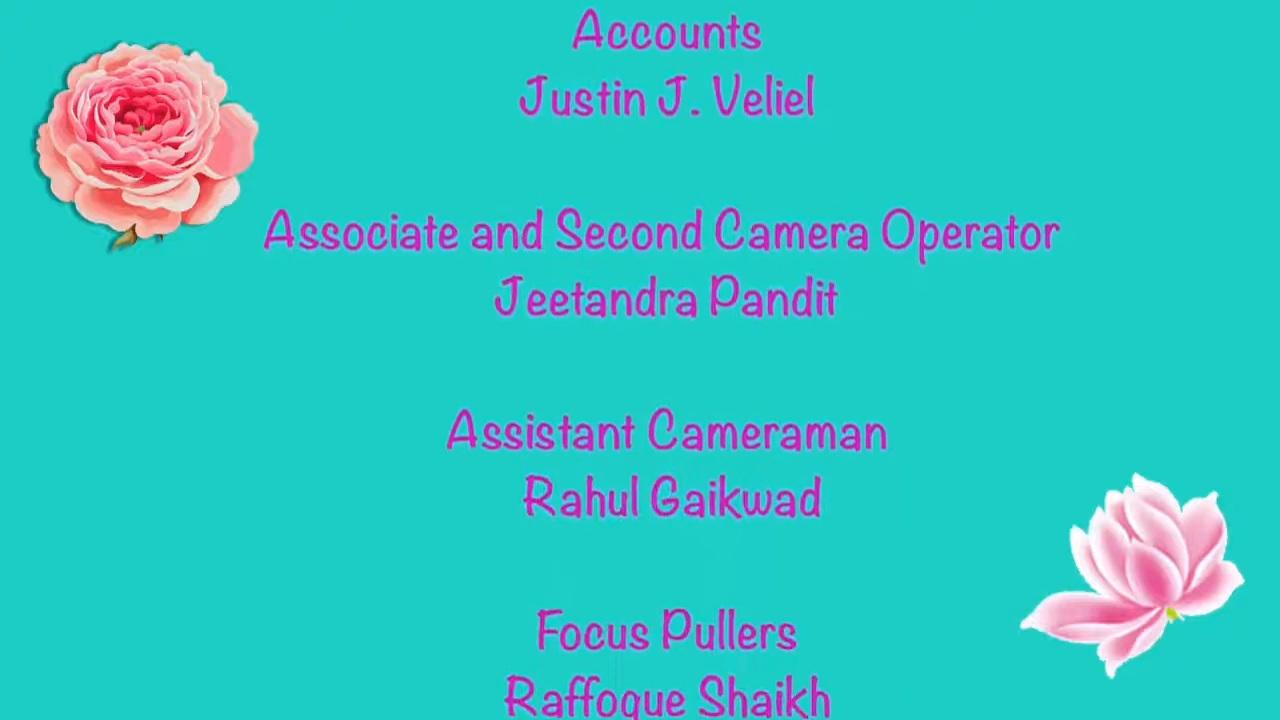 Accounts
Justin J. Veliel
Associate and Second Camera Operator
Jeetandra Pandit
Assistant Cameraman
Rahul Gaikwad
Focus Pullers
Raffoque Shaikh